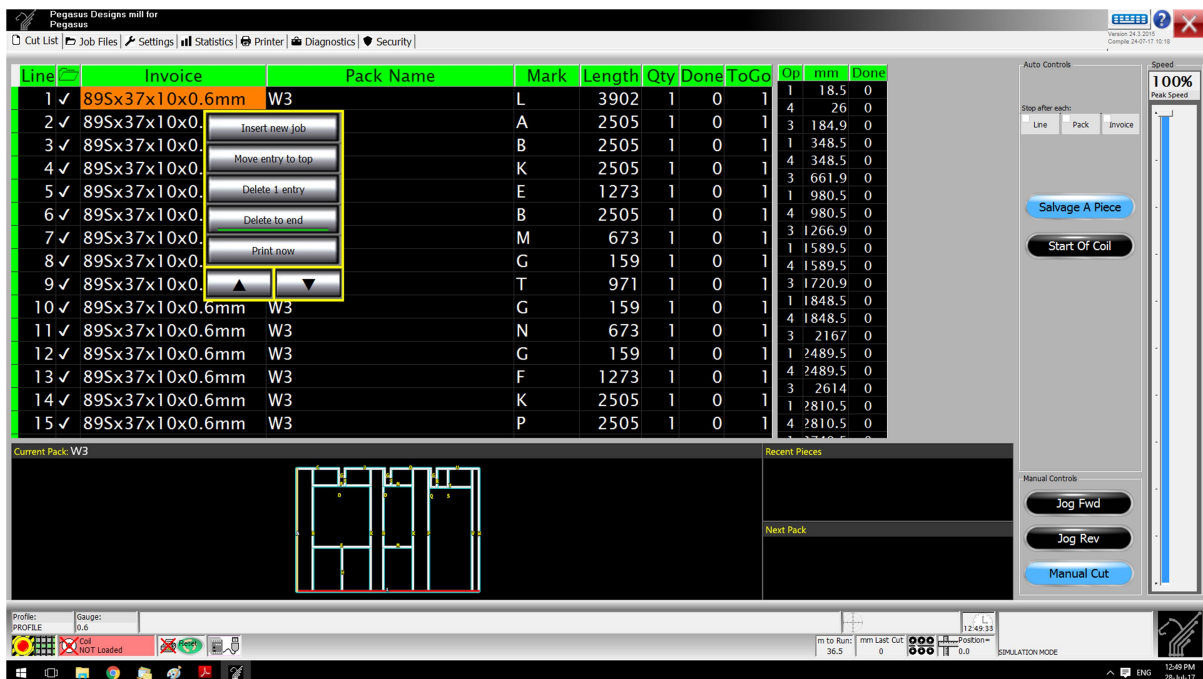 Pegasus Designs mill for
Pegasus
Version 24.3.2015
Compile 24-07-17 10:18
Cut List Job Files Settings Statistics Printer Diagnostics Security
Line Invoice Pack Name Mark Length Qty Done ToGo
1 ✓ 89Sx37x10x0.6mm W3 L 3902 1 0 1
2 ✓ 89Sx37x10x0. A 2505 1 0 1
3 ✓ 89Sx37x10x0. B 2505 1 0 1
4 ✓ 89Sx37x10x0. K 2505 1 0 1
5 ✓ 89Sx37x10x0. E 1273 1 0 1
6 ✓ 89Sx37x10x0. B 2505 1 0 1
7 ✓ 89Sx37x10x0. M 673 1 0 1
8 ✓ 89Sx37x10x0. G 159 1 0 1
9 ✓ 89Sx37x10x0. T 971 1 0 1
10 ✓ 89Sx37x10x0.6mm W3 G 159 1 0 1
11 ✓ 89Sx37x10x0.6mm W3 N 673 1 0 1
12 ✓ 89Sx37x10x0.6mm W3 G 159 1 0 1
13 ✓ 89Sx37x10x0.6mm W3 F 1273 1 0 1
14 ✓ 89Sx37x10x0.6mm W3 K 2505 1 0 1
15 ✓ 89Sx37x10x0.6mm W3 P 2505 1 0 1
Insert new job
Move entry to top
Delete 1 entry
Delete to end
Print now
▲ ▼
Op mm Done
1 18.5 0
4 26 0
3 184.9 0
1 348.5 0
4 348.5 0
3 661.9 0
1 980.5 0
4 980.5 0
3 1266.9 0
1 1589.5 0
4 1589.5 0
3 1720.9 0
1 1848.5 0
4 1848.5 0
3 2167 0
1 2489.5 0
4 2489.5 0
3 2614 0
1 2810.5 0
4 2810.5 0
Auto Controls
Stop after each:
Line Pack Invoice
Salvage A Piece
Start Of Coil
Speed
100%
Peak Speed
Current Pack: W3
Recent Pieces
Next Pack
Manual Controls
Jog Fwd
Jog Rev
Manual Cut
Profile:
PROFILE
Gauge:
0.6
12:49:33
Coil
NOT Loaded
Reset
m to Run:
36.5
mm Last Cut
0
Position=
0.0
SIMULATION MODE
ENG
12:49 PM
28-Jul-17